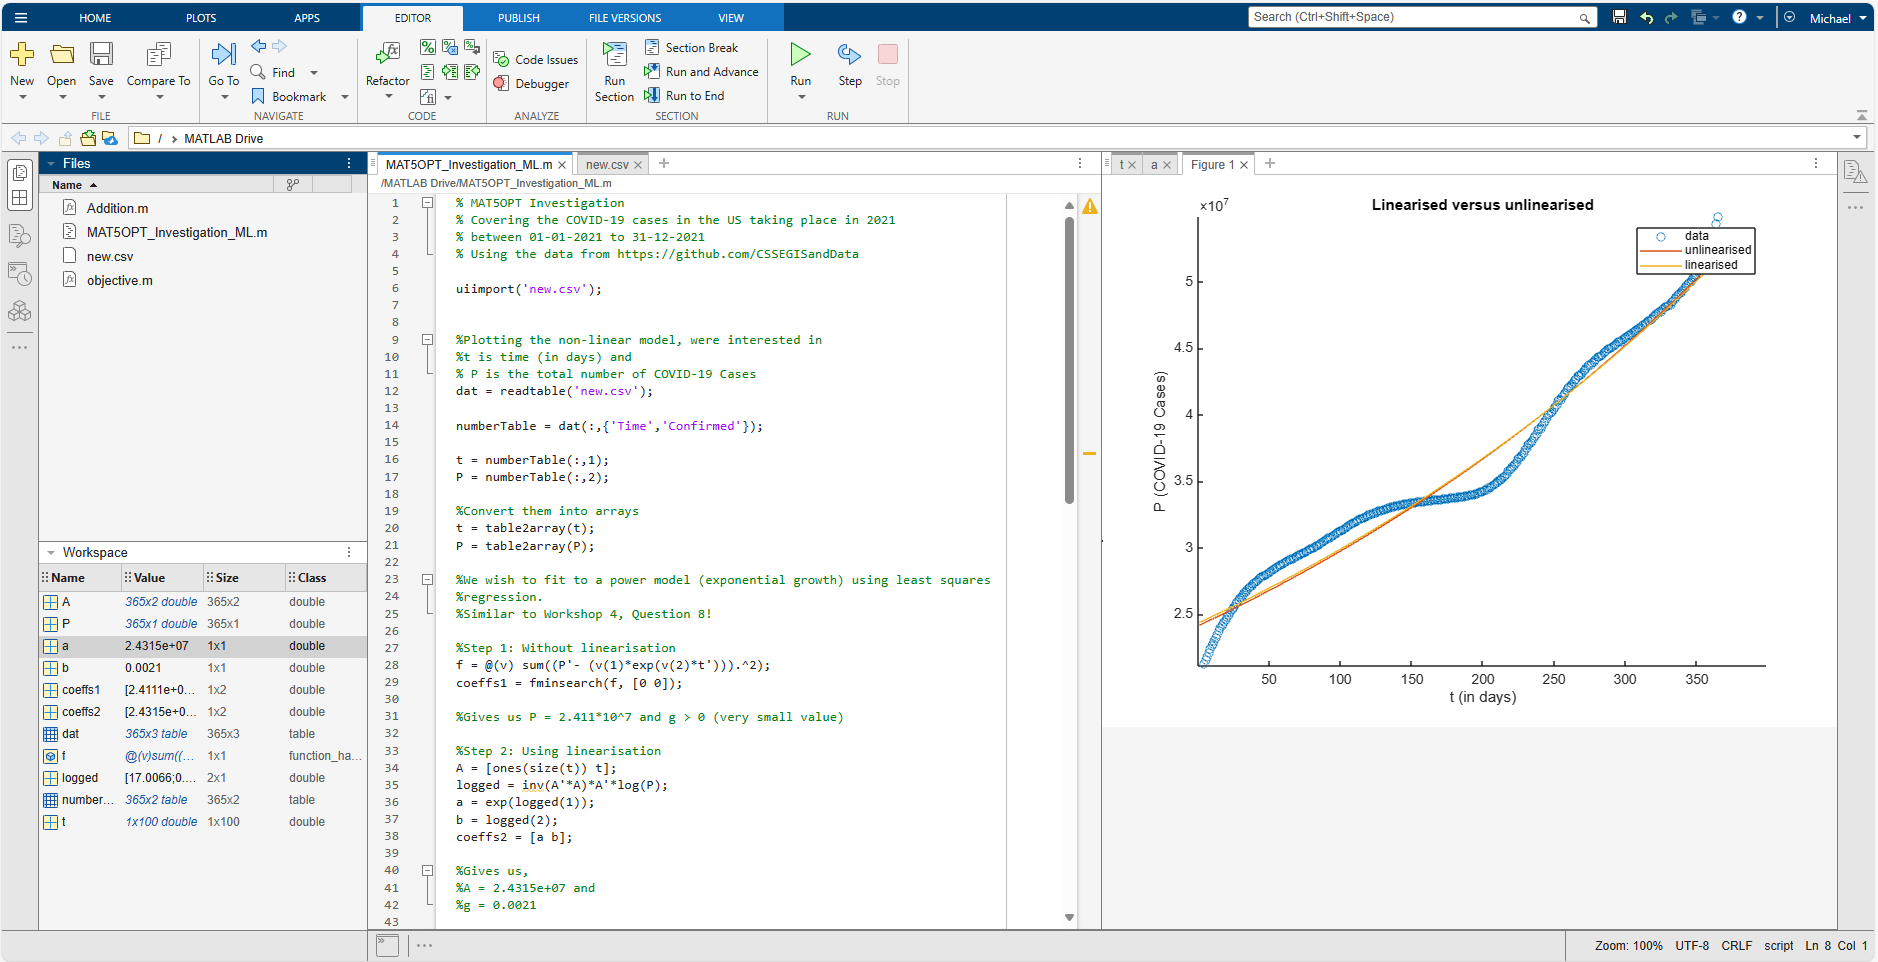 HOME PLOTS APPS EDITOR PUBLISH FILE VERSIONS VIEW Search (Ctrl+Shift+Space) Michael
New Open Save Compare To Go To Find Bookmark Refactor Code Issues Debugger Run Section Section Break Run and Advance Run to End Run Step Stop
FILE NAVIGATE CODE ANALYZE SECTION RUN
/ › MATLAB Drive
Files
Name
Addition.m
MAT5OPT_Investigation_ML.m
new.csv
objective.m
Workspace
Name Value Size Class
A 365x2 double 365x2 double
P 365x1 double 365x1 double
a 2.4315e+07 1x1 double
b 0.0021 1x1 double
coeffs1 [2.4111e+0... 1x2 double
coeffs2 [2.4315e+0... 1x2 double
dat 365x3 table 365x3 table
f @(v)sum((... 1x1 function_ha...
logged [17.0066;0.... 2x1 double
number... 365x2 table 365x2 table
t 1x100 double 1x100 double
MAT5OPT_Investigation_ML.m × new.csv × +
/MATLAB Drive/MAT5OPT_Investigation_ML.m
1 % MAT5OPT Investigation
2 % Covering the COVID-19 cases in the US taking place in 2021
3 % between 01-01-2021 to 31-12-2021
4 % Using the data from https://github.com/CSSEGISandData
5
6 uiimport('new.csv');
7
8
9 %Plotting the non-linear model, were interested in
10 %t is time (in days) and
11 % P is the total number of COVID-19 Cases
12 dat = readtable('new.csv');
13
14 numberTable = dat(:,{'Time','Confirmed'});
15
16 t = numberTable(:,1);
17 P = numberTable(:,2);
18
19 %Convert them into arrays
20 t = table2array(t);
21 P = table2array(P);
22
23 %We wish to fit to a power model (exponential growth) using least squares
24 %regression.
25 %Similar to Workshop 4, Question 8!
26
27 %Step 1: Without linearisation
28 f = @(v) sum((P'- (v(1)*exp(v(2)*t'))).^2);
29 coeffs1 = fminsearch(f, [0 0]);
30
31 %Gives us P = 2.411*10^7 and g > 0 (very small value)
32
33 %Step 2: Using linearisation
34 A = [ones(size(t)) t];
35 logged = inv(A'*A)*A'*log(P);
36 a = exp(logged(1));
37 b = logged(2);
38 coeffs2 = [a b];
39
40 %Gives us,
41 %A = 2.4315e+07 and
42 %g = 0.0021
43
t × a × Figure 1 × +
Linearised versus unlinearised
×10⁷
data
unlinearised
linearised
5
4.5
4
3.5
3
2.5
P (COVID-19 Cases)
50 100 150 200 250 300 350
t (in days)
Zoom: 100% UTF-8 CRLF script Ln 8 Col 1